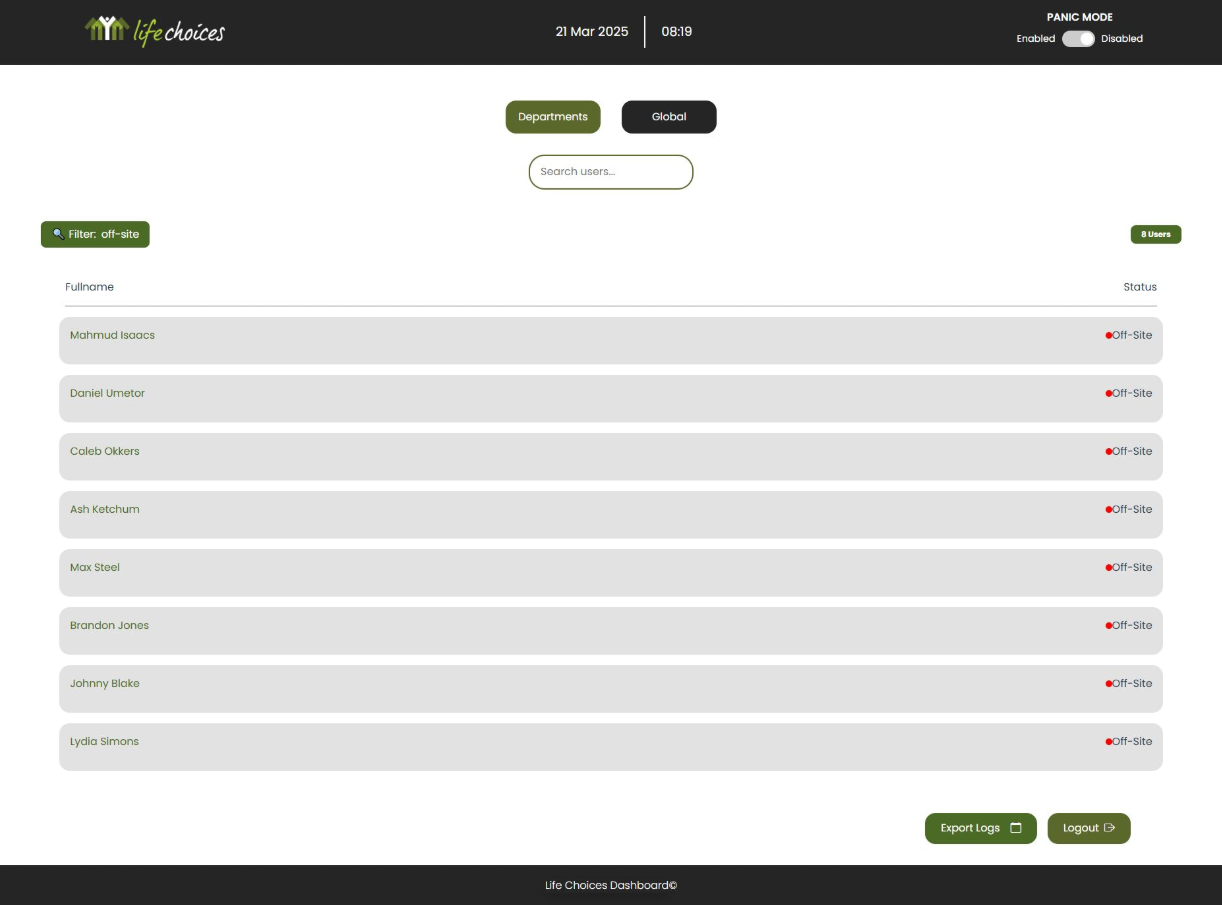 life choices
21 Mar 2025 08:19
PANIC MODE
Enabled Disabled
Departments Global
Search users...
Filter: off-site
8 Users
Fullname Status
Mahmud Isaacs Off-Site
Daniel Umetor Off-Site
Caleb Okkers Off-Site
Ash Ketchum Off-Site
Max Steel Off-Site
Brandon Jones Off-Site
Johnny Blake Off-Site
Lydia Simons Off-Site
Export Logs Logout
Life Choices Dashboard©